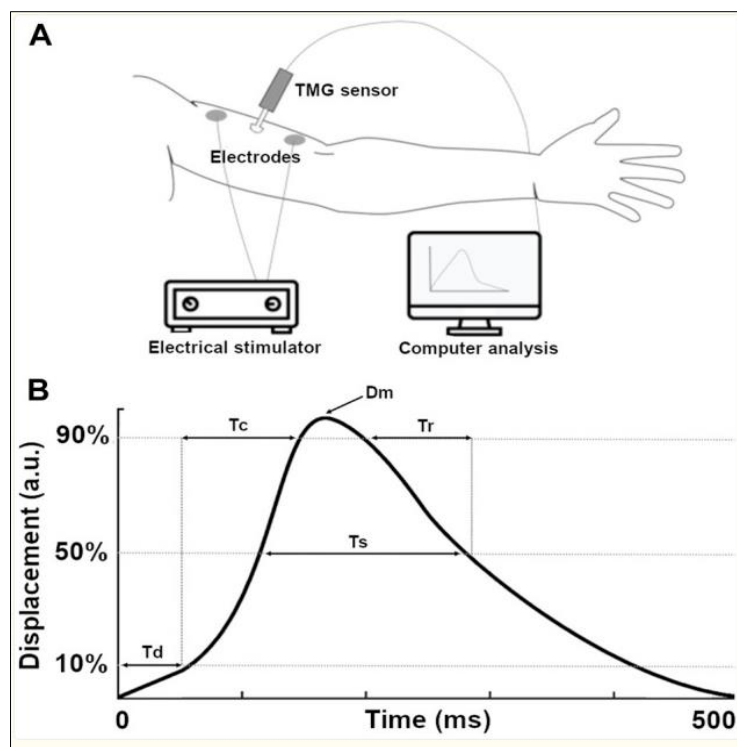 A
TMG sensor
Electrodes
Electrical stimulator
Computer analysis
B
Dm
90%
Tc
Tr
Displacement (a.u.)
50%
Ts
Td
10%
0
Time (ms)
500